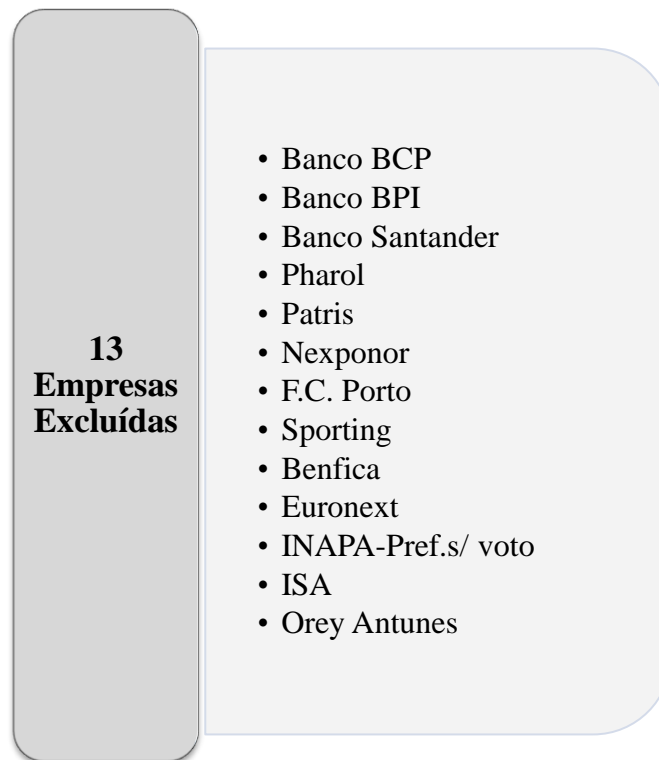 13
Empresas
Excluídas
• Banco BCP
• Banco BPI
• Banco Santander
• Pharol
• Patris
• Nexponor
• F.C. Porto
• Sporting
• Benfica
• Euronext
• INAPA-Pref.s/ voto
• ISA
• Orey Antunes